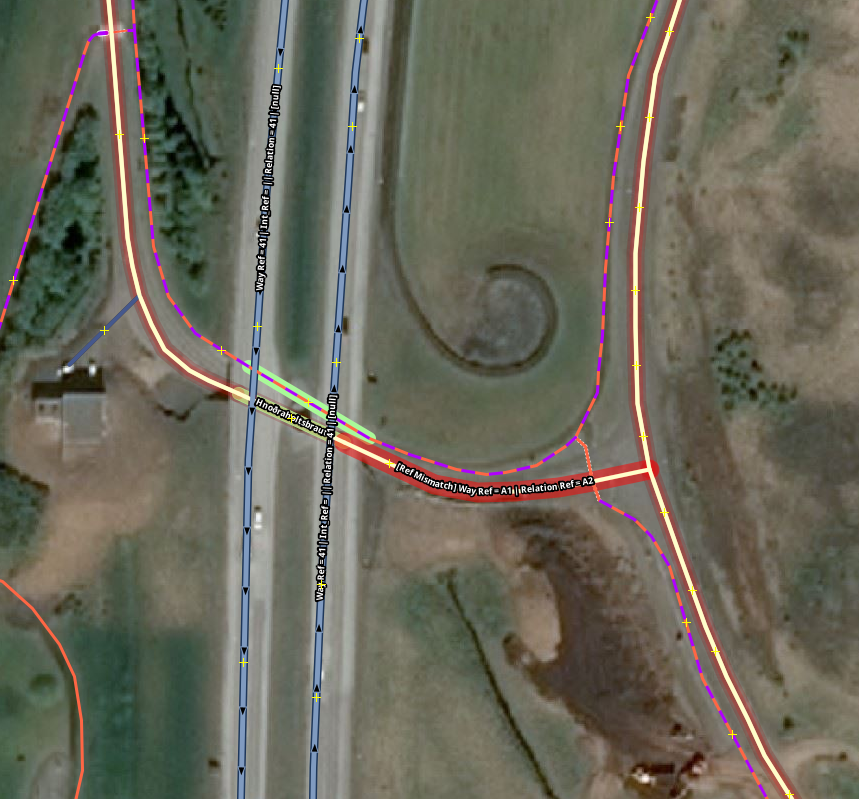 Way Ref = 41 | Int_Ref = || Relation = 41 | [null]
Way Ref = 41 | Int_Ref = || Relation = 41 | [null]
[Ref Mismatch] Way Ref = A1 || Relation Ref = A2